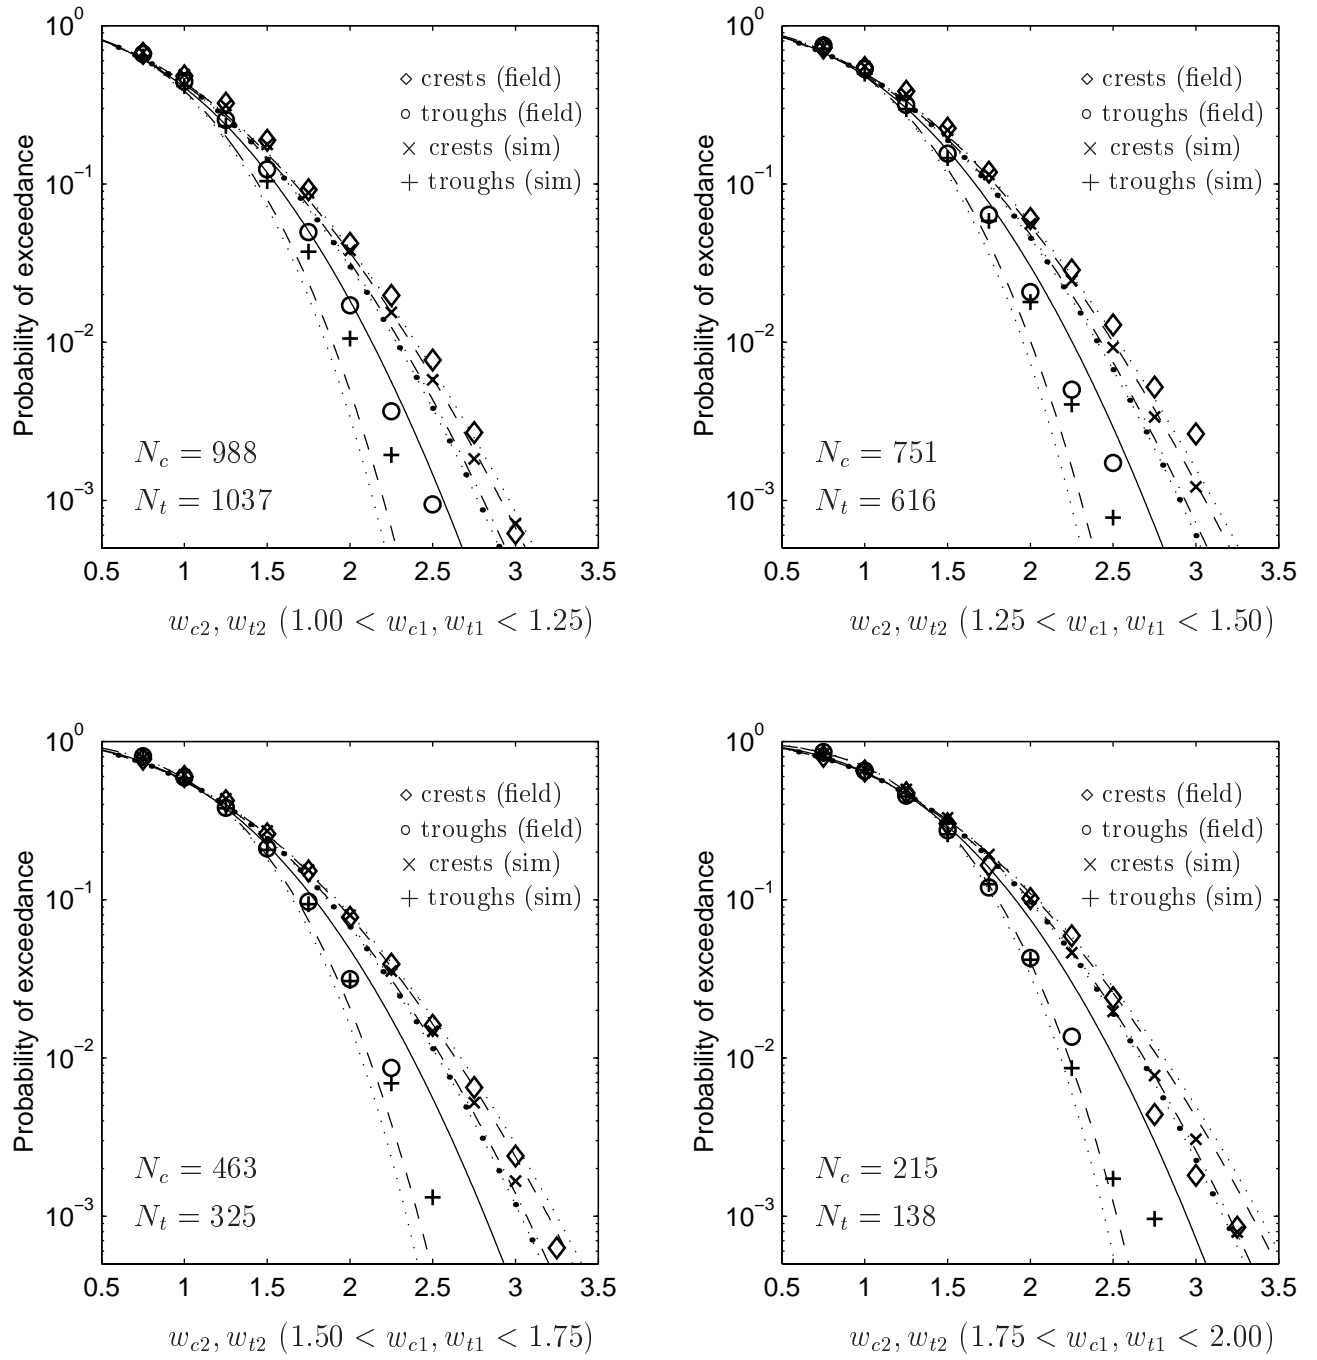 Probability of exceedance
10⁰
10⁻¹
10⁻²
10⁻³
◇ crests (field)
○ troughs (field)
× crests (sim)
+ troughs (sim)
N_c = 988
N_t = 1037
0.5 1 1.5 2 2.5 3 3.5
w_c2, w_t2 (1.00 < w_c1, w_t1 < 1.25)
Probability of exceedance
10⁰
10⁻¹
10⁻²
10⁻³
◇ crests (field)
○ troughs (field)
× crests (sim)
+ troughs (sim)
N_c = 751
N_t = 616
0.5 1 1.5 2 2.5 3 3.5
w_c2, w_t2 (1.25 < w_c1, w_t1 < 1.50)
Probability of exceedance
10⁰
10⁻¹
10⁻²
10⁻³
◇ crests (field)
○ troughs (field)
× crests (sim)
+ troughs (sim)
N_c = 463
N_t = 325
0.5 1 1.5 2 2.5 3 3.5
w_c2, w_t2 (1.50 < w_c1, w_t1 < 1.75)
Probability of exceedance
10⁰
10⁻¹
10⁻²
10⁻³
◇ crests (field)
○ troughs (field)
× crests (sim)
+ troughs (sim)
N_c = 215
N_t = 138
0.5 1 1.5 2 2.5 3 3.5
w_c2, w_t2 (1.75 < w_c1, w_t1 < 2.00)